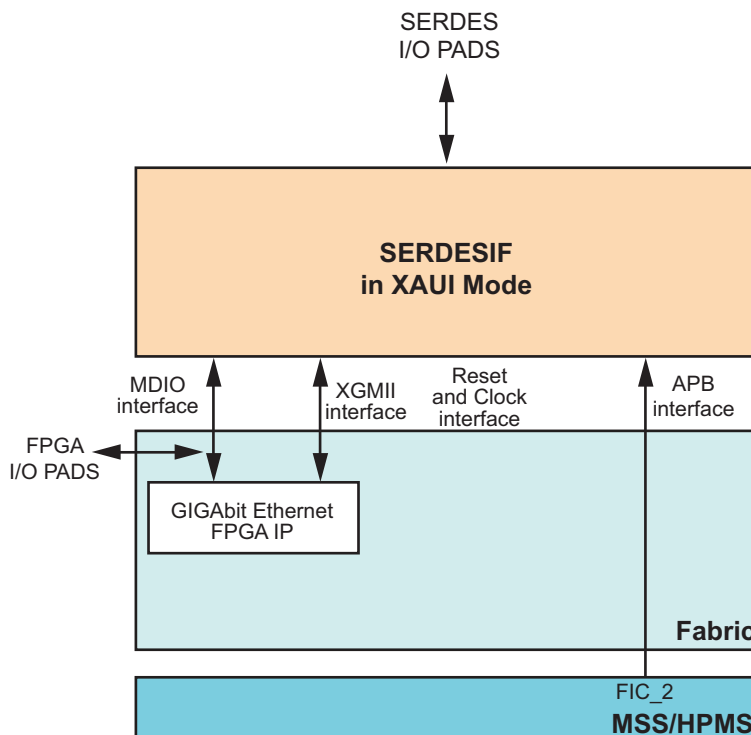 SERDES
I/O PADS
SERDESIF
in XAUI Mode
MDIO
interface
XGMII
interface
Reset
and Clock
interface
APB
interface
FPGA
I/O PADS
GIGAbit Ethernet
FPGA IP
Fabric
FIC_2
MSS/HPMS